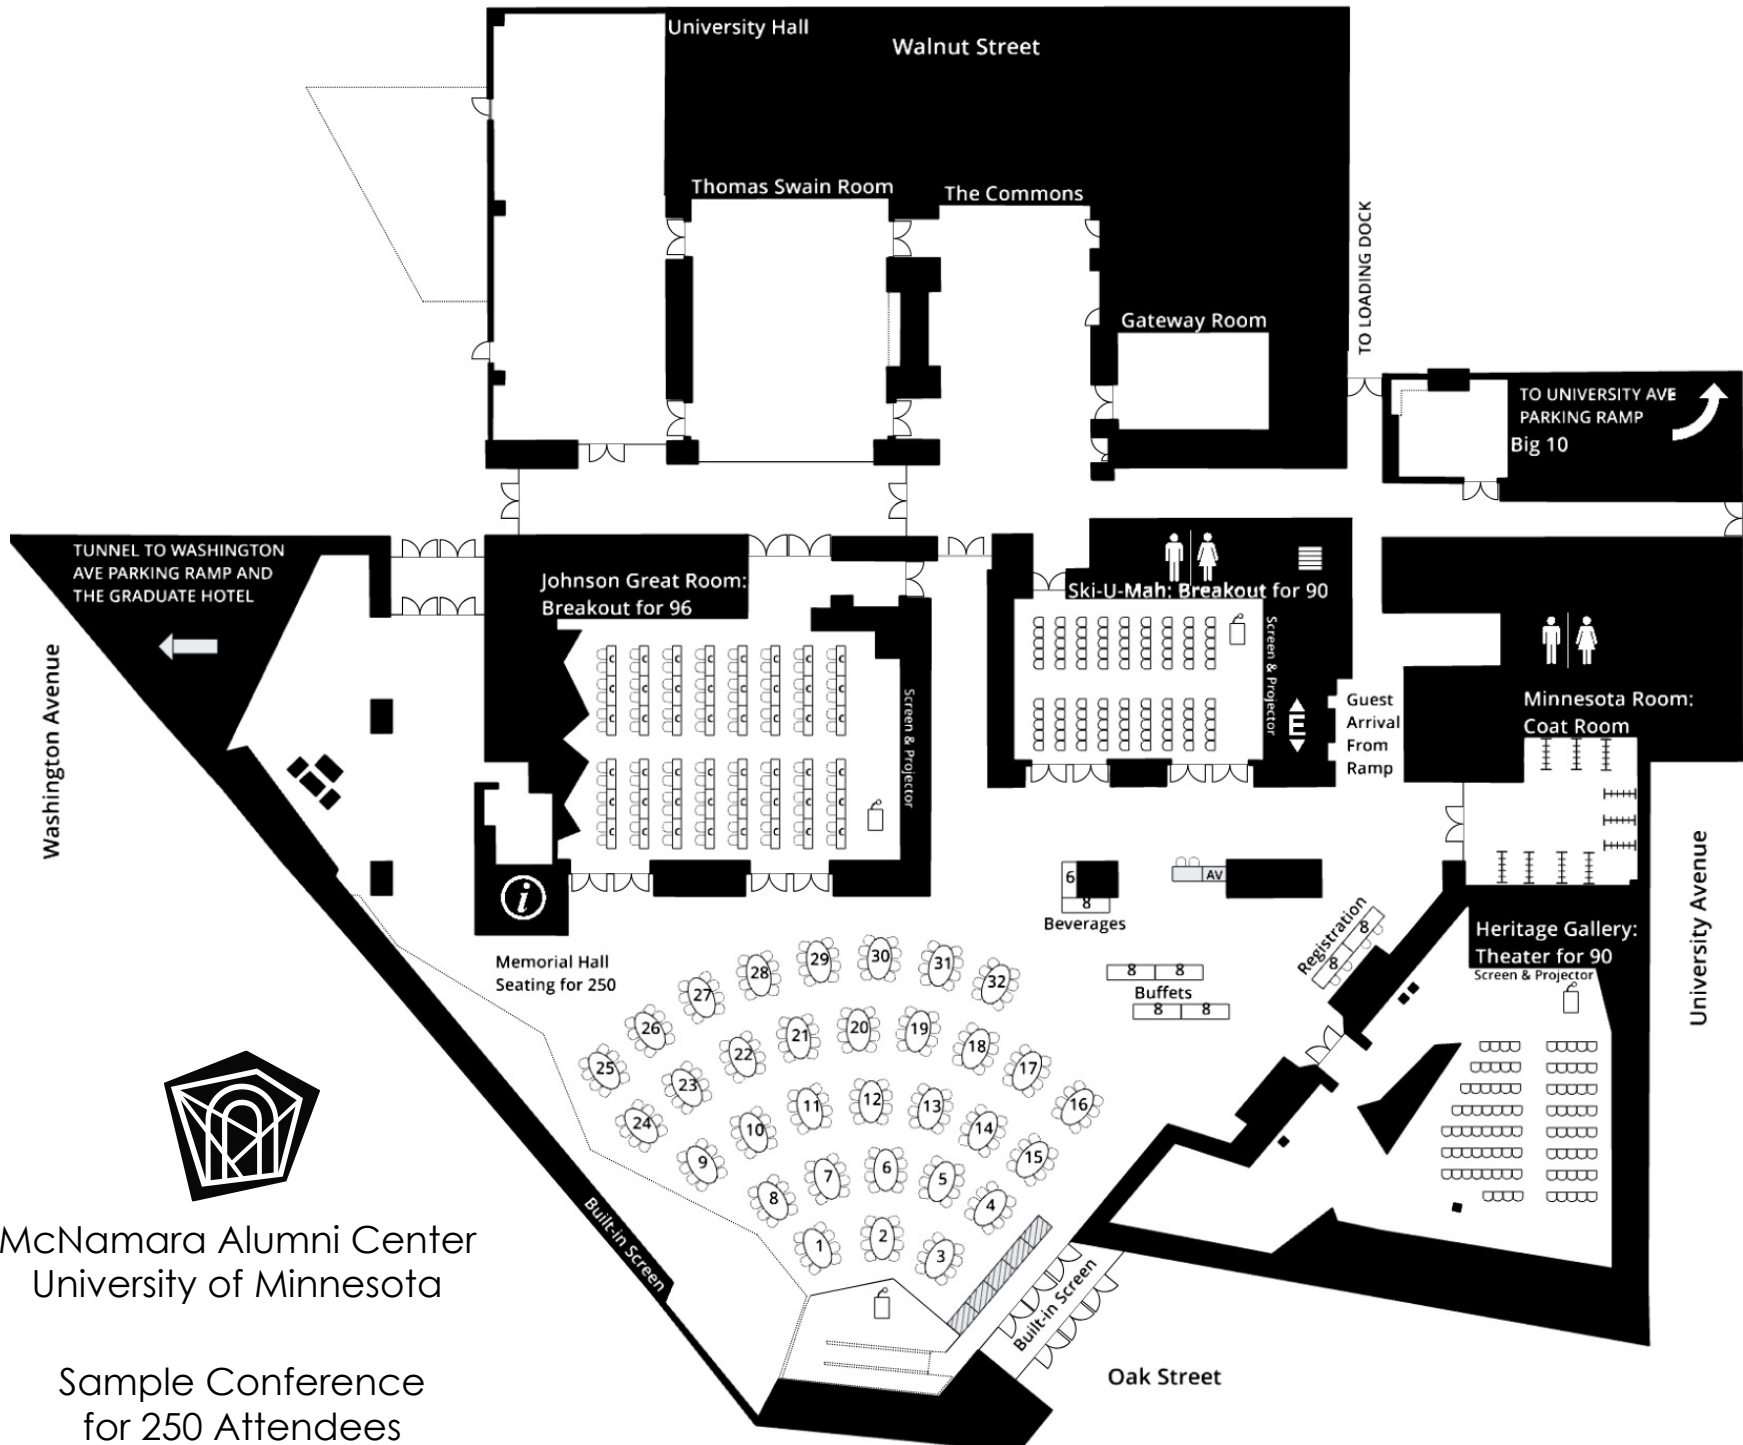 University Hall
Walnut Street
Thomas Swain Room
The Commons
TO LOADING DOCK
Gateway Room
TO UNIVERSITY AVE
PARKING RAMP
Big 10
TUNNEL TO WASHINGTON
AVE PARKING RAMP AND
THE GRADUATE HOTEL
Johnson Great Room:
Breakout for 96
Ski-U-Mah: Breakout for 90
Washington Avenue
Screen & Projector
Screen & Projector
E
Guest
Arrival
From
Ramp
Minnesota Room:
Coat Room
University Avenue
C C C C C C C C
C C C C C C C C
C C C C C C C C
C C C C C C C C
C C C C C C C C
C C C C C C C C
i
6
8
Beverages
AV
Registration
8
8
Heritage Gallery:
Theater for 90
Screen & Projector
Memorial Hall
Seating for 250
8 8
Buffets
8 8
28 29 30 31 32
27
26 22 21 20 19 18 17
25 23 16
24 10 11 12 13 14
9 8 7 6 5 4 15
1 2 3
Built-in Screen
Built-in Screen
Oak Street
McNamara Alumni Center
University of Minnesota
Sample Conference
for 250 Attendees